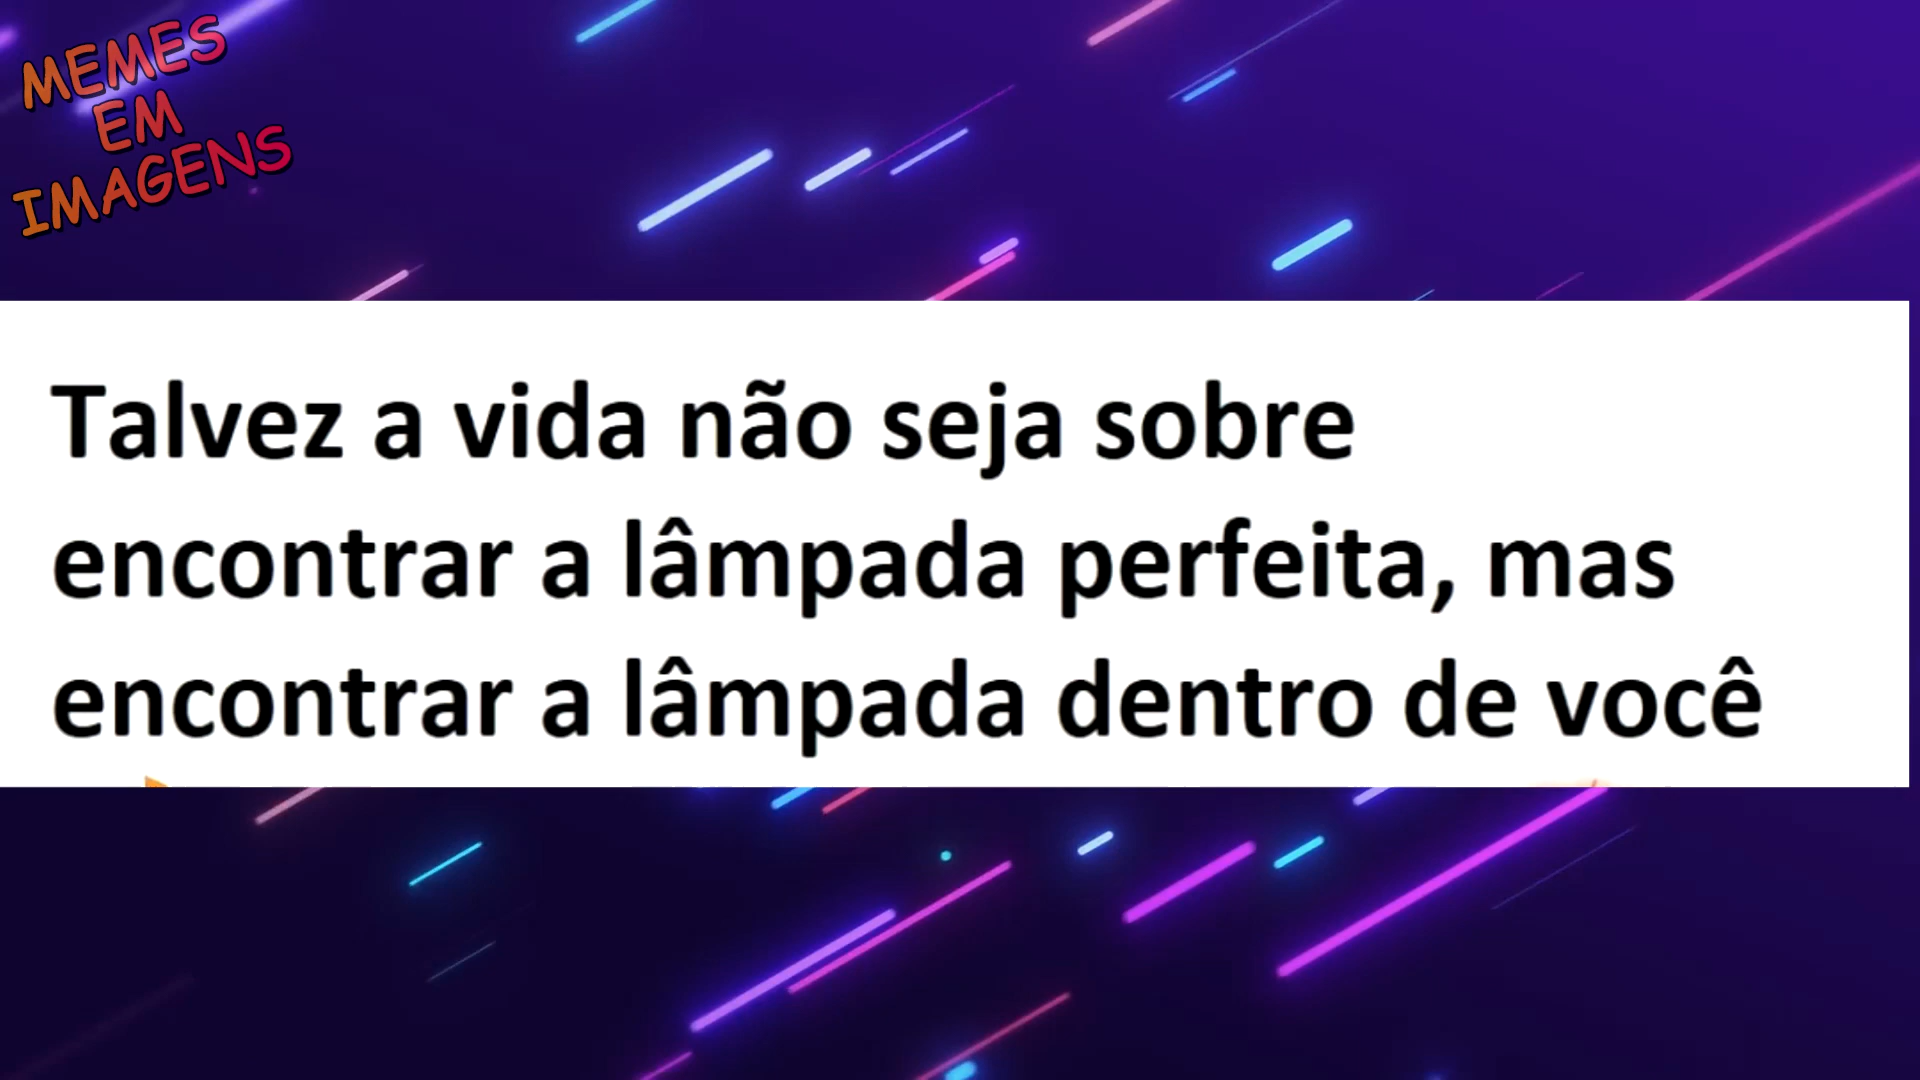 MEMES
EM
IMAGENS
Talvez a vida não seja sobre
encontrar a lâmpada perfeita, mas
encontrar a lâmpada dentro de você